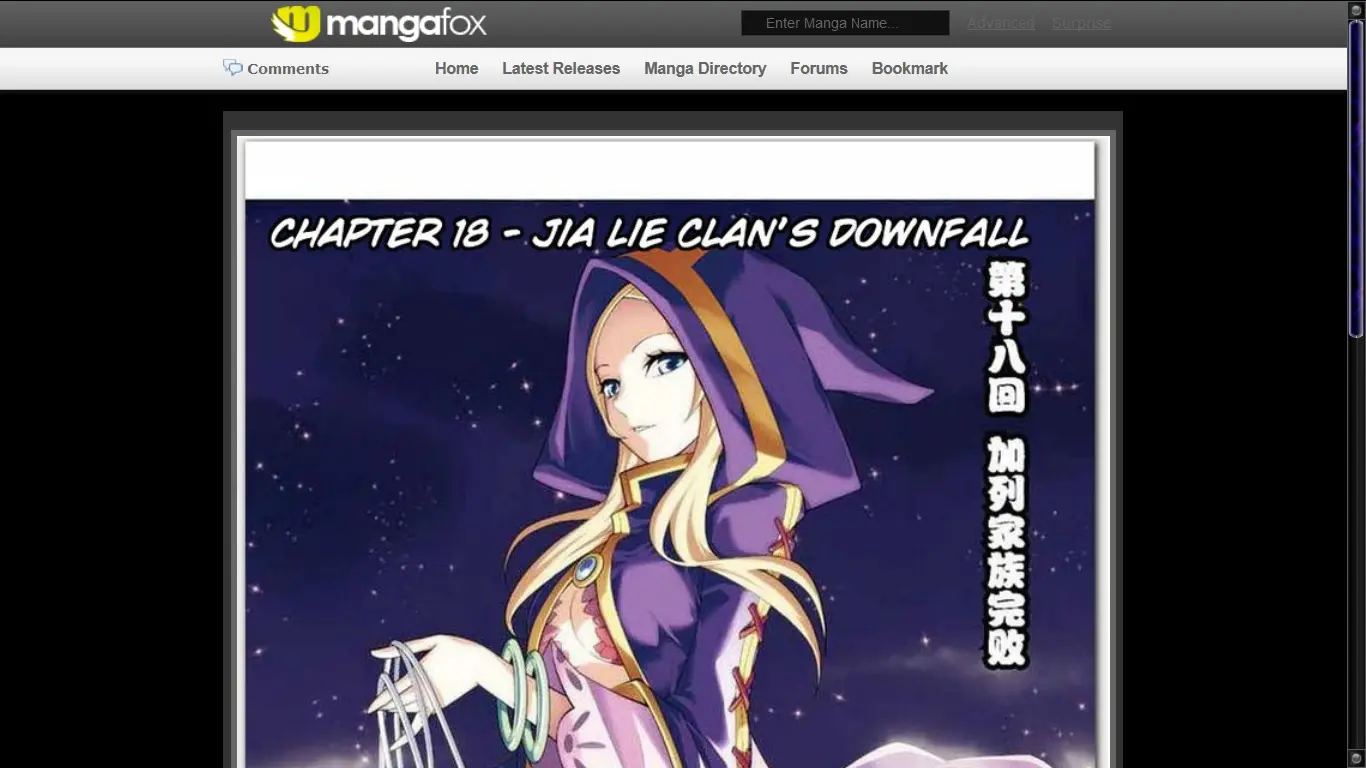 mangafox
Enter Manga Name...
Advanced
Surprise
Comments
Home
Latest Releases
Manga Directory
Forums
Bookmark
CHAPTER 18 - JIA LIE CLAN'S DOWNFALL
第十八回 加列家族完败